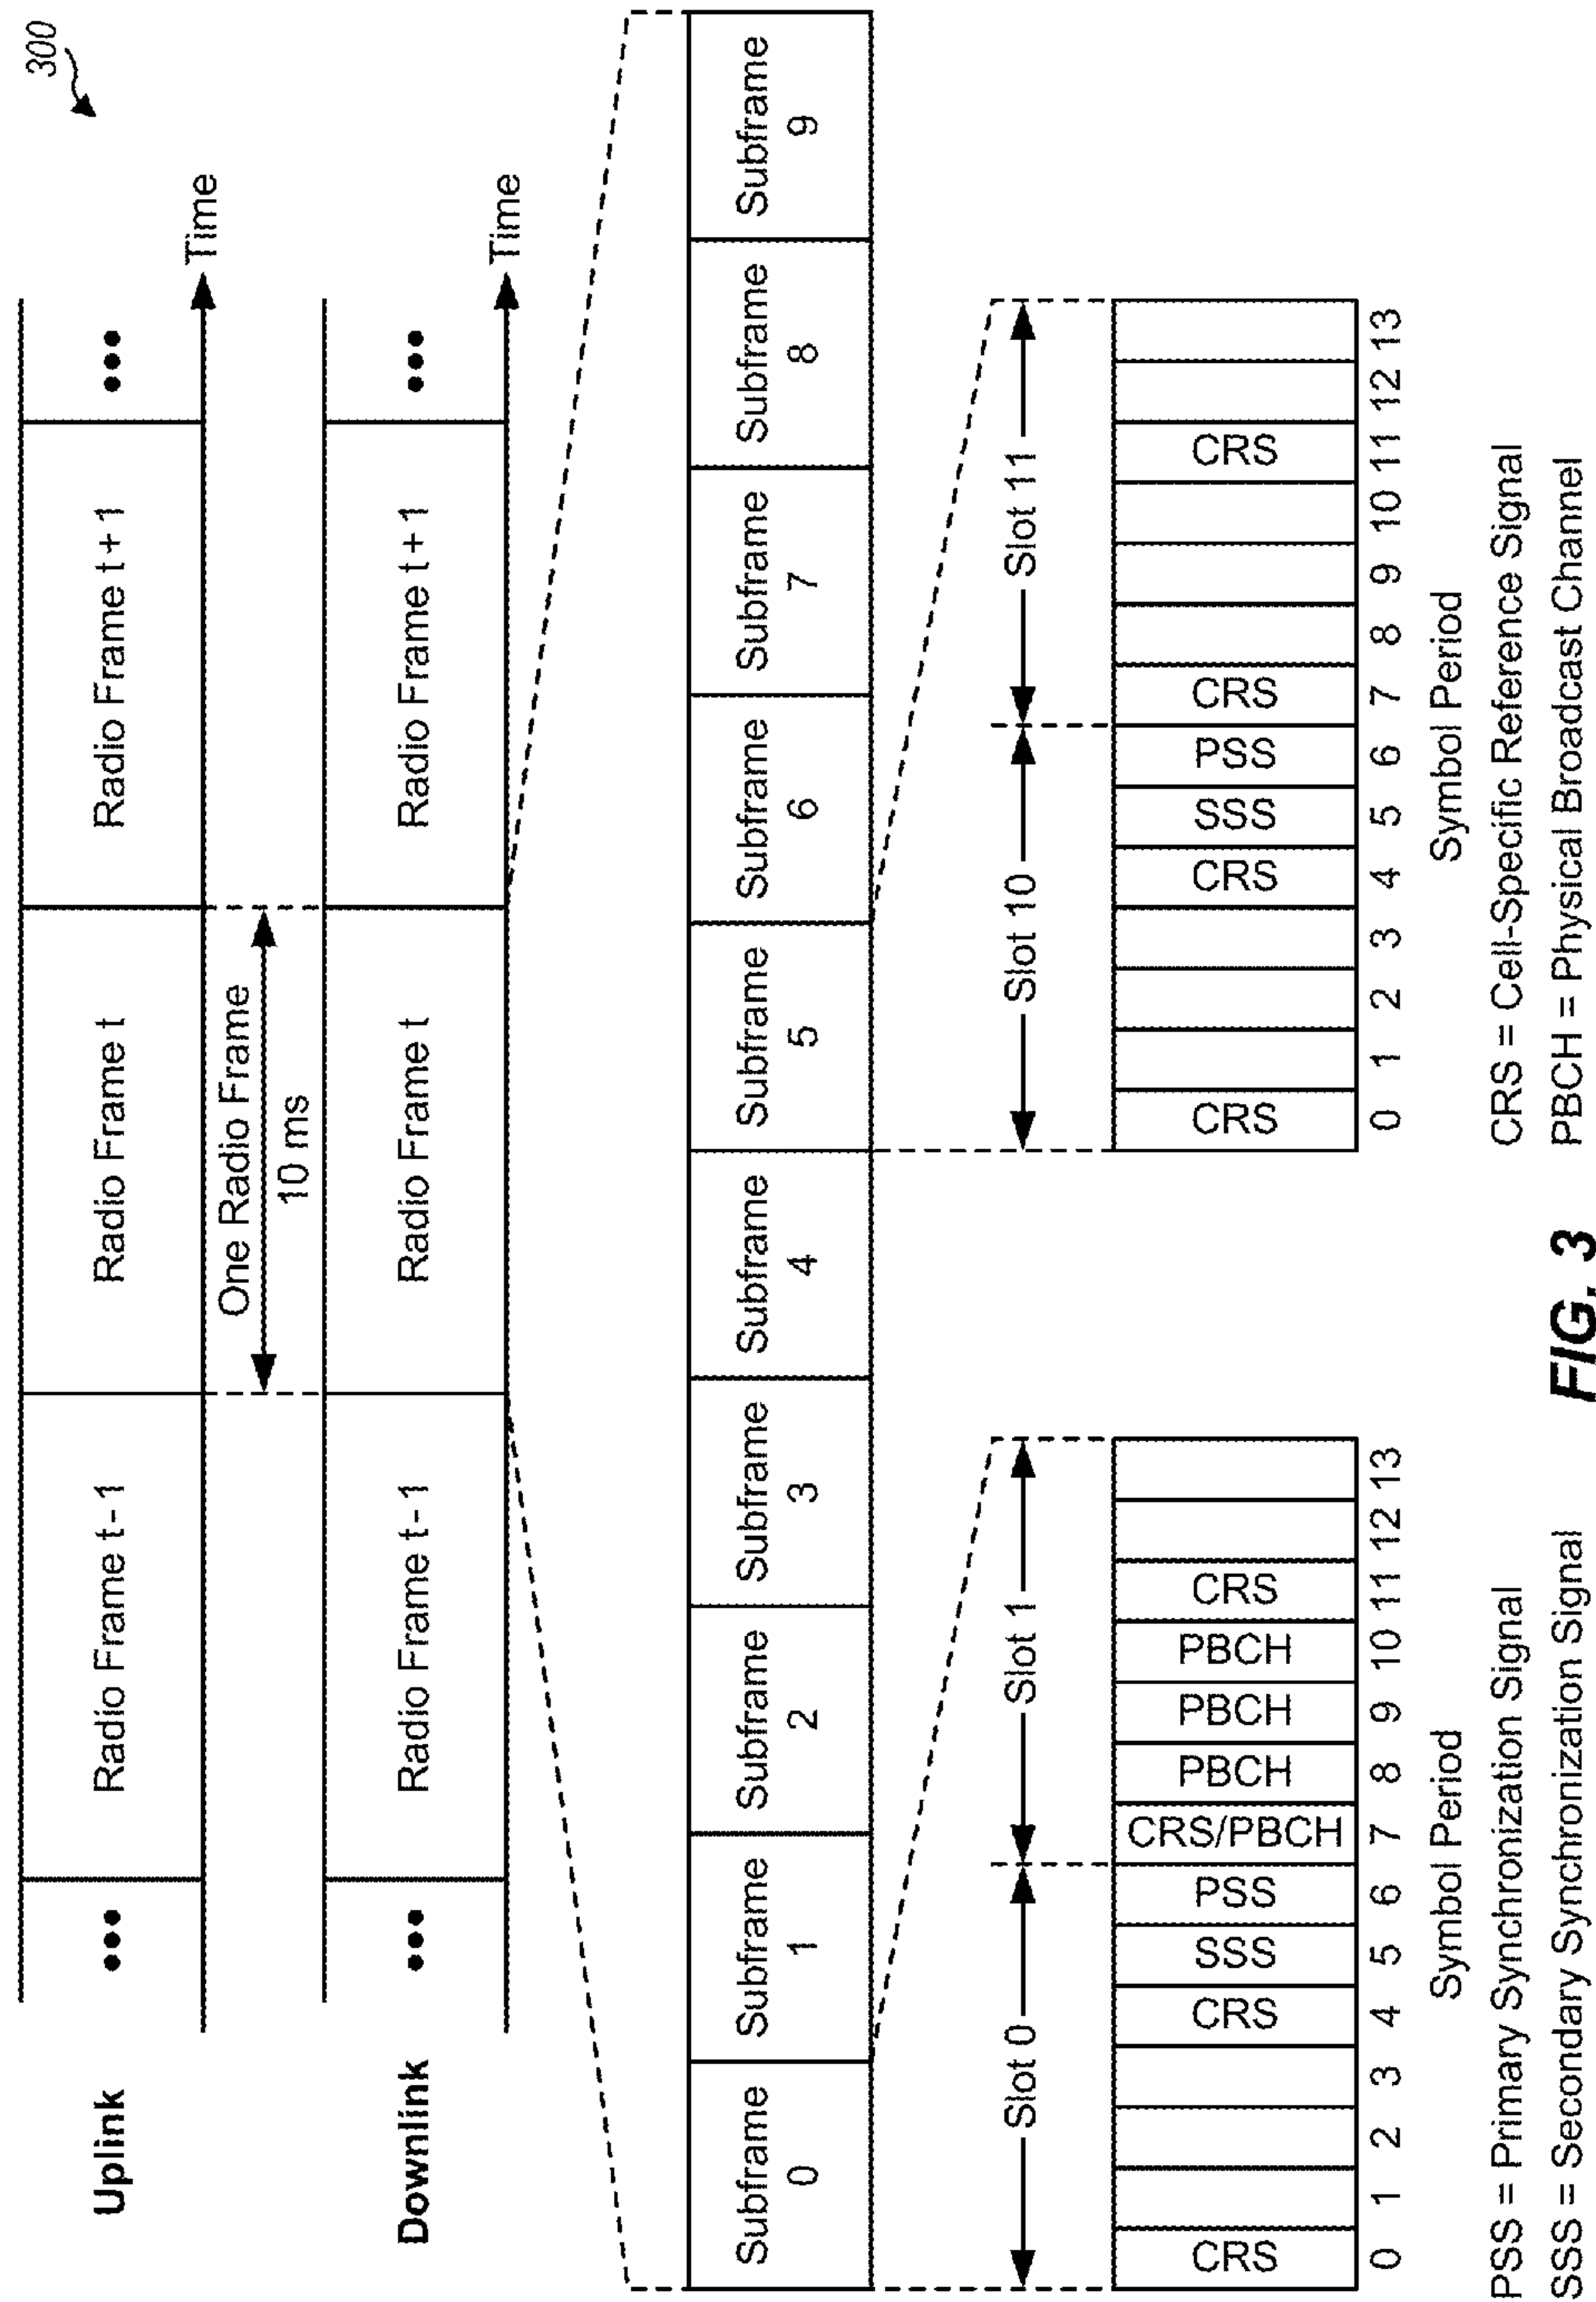 300
Uplink
•••
Radio Frame t-1
Radio Frame t
Radio Frame t+1
•••
Time
One Radio Frame
10 ms
Downlink
•••
Radio Frame t-1
Radio Frame t
Radio Frame t+1
•••
Time
Subframe Subframe Subframe Subframe Subframe Subframe Subframe Subframe Subframe Subframe
0 1 2 3 4 5 6 7 8 9
Slot 0
Slot 1
Slot 10
Slot 11
CRS CRS SSS PSS CRS/PBCH PBCH PBCH PBCH CRS
0 1 2 3 4 5 6 7 8 9 10 11 12 13
Symbol Period
CRS CRS SSS PSS CRS CRS
0 1 2 3 4 5 6 7 8 9 10 11 12 13
Symbol Period
PSS = Primary Synchronization Signal
SSS = Secondary Synchronization Signal
CRS = Cell-Specific Reference Signal
PBCH = Physical Broadcast Channel
FIG. 3